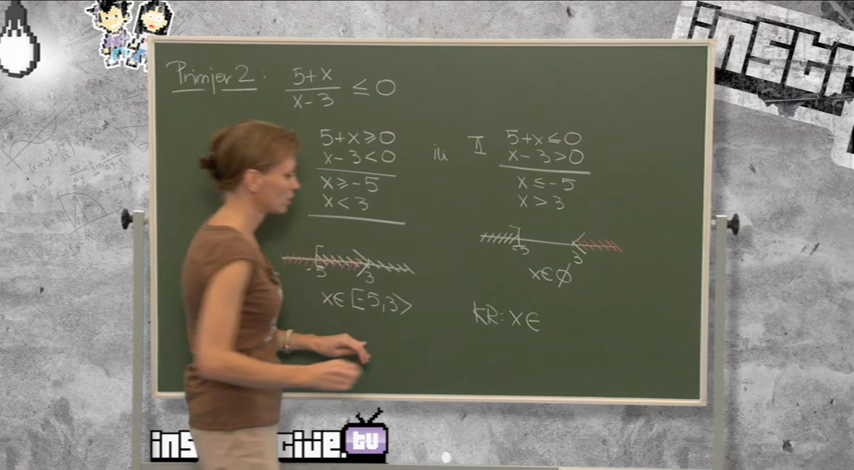 Primjer 2: 5+x / x-3 ≤ 0
5+x ≥ 0
x-3 < 0
x ≥ -5
x < 3
-5 3
x ∈ [-5,3>
ili
II 5+x ≤ 0
x-3 > 0
x ≤ -5
x > 3
-5 3
x ∈ ∅
KR: x ∈
.tv